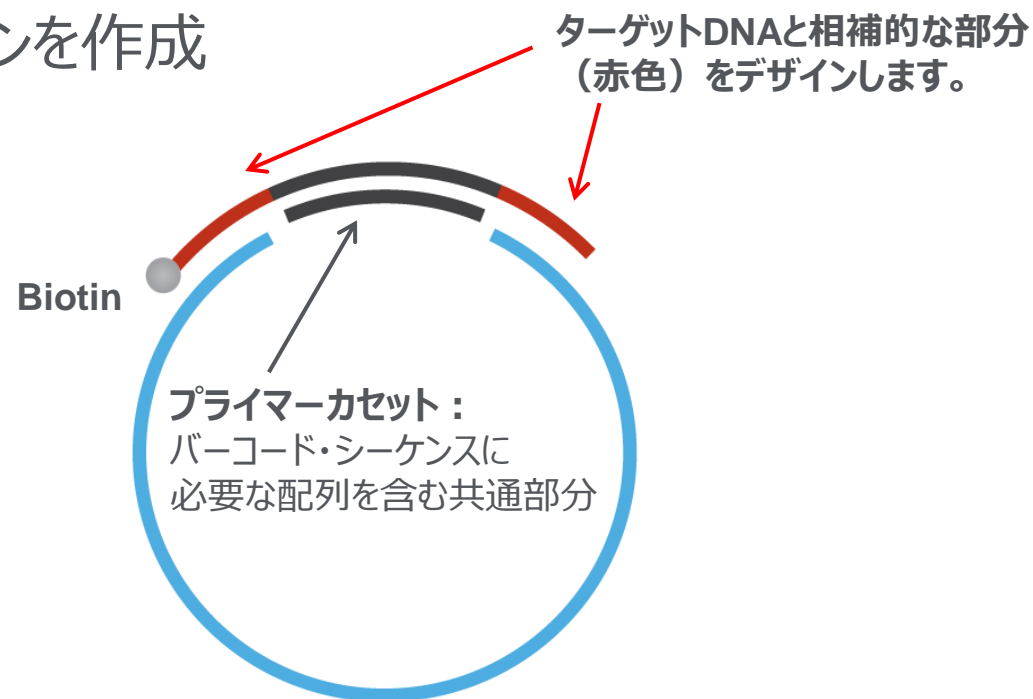 ンを作成
ターゲットDNAと相補的な部分
（赤色）をデザインします。
Biotin
プライマーカセット：
バーコード・シーケンスに
必要な配列を含む共通部分